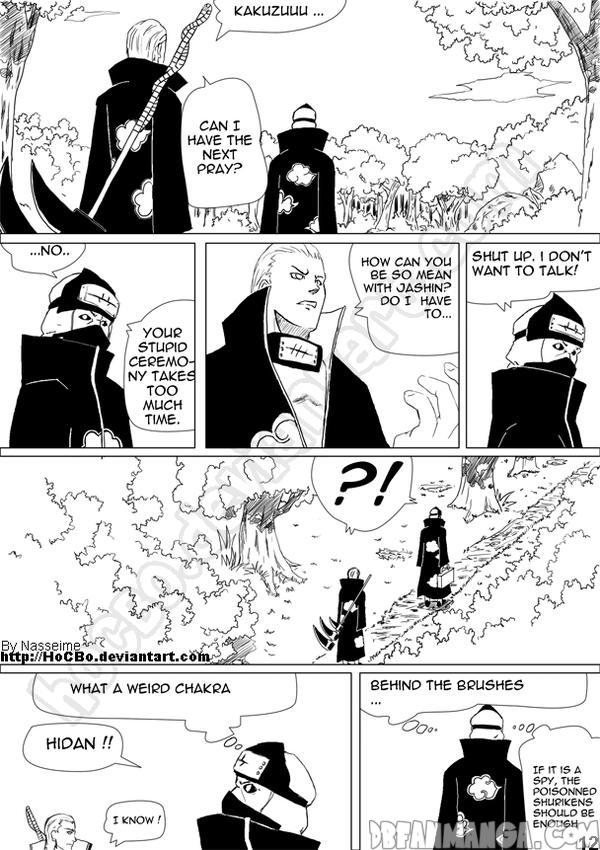 KAKUZUUU ...
CAN I
HAVE THE
NEXT
PRAY?
...NO..
YOUR
STUPID
CEREMO-
NY TAKES
TOO
MUCH
TIME.
HOW CAN YOU
BE SO MEAN
WITH JASHIN?
DO I HAVE
TO...
SHUT UP. I DON'T
WANT TO TALK!
?!
By Nasseime
http://HoCBo.deviantart.com
WHAT A WEIRD CHAKRA
HIDAN !!
I KNOW !
BEHIND THE BRUSHES
...
IF IT IS A
SPY, THE
POISONNED
SHURIKENS
SHOULD BE
ENOUGH
DBFANMANGA.COM
12